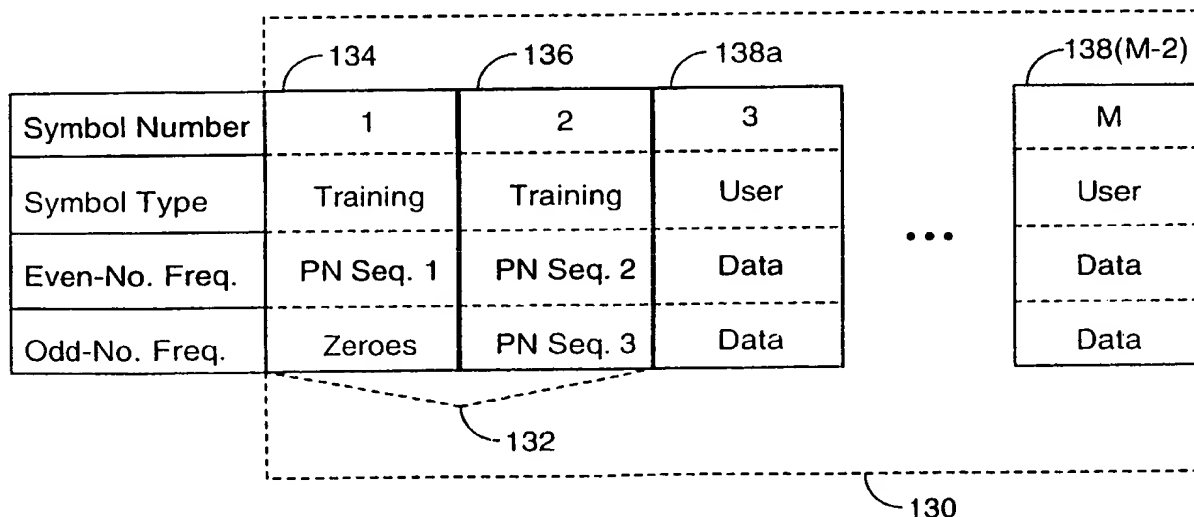 134 136 138a 138(M-2)
Symbol Number 1 2 3 M
Symbol Type Training Training User User
Even-No. Freq. PN Seq. 1 PN Seq. 2 Data ••• Data
Odd-No. Freq. Zeroes PN Seq. 3 Data Data
132
130